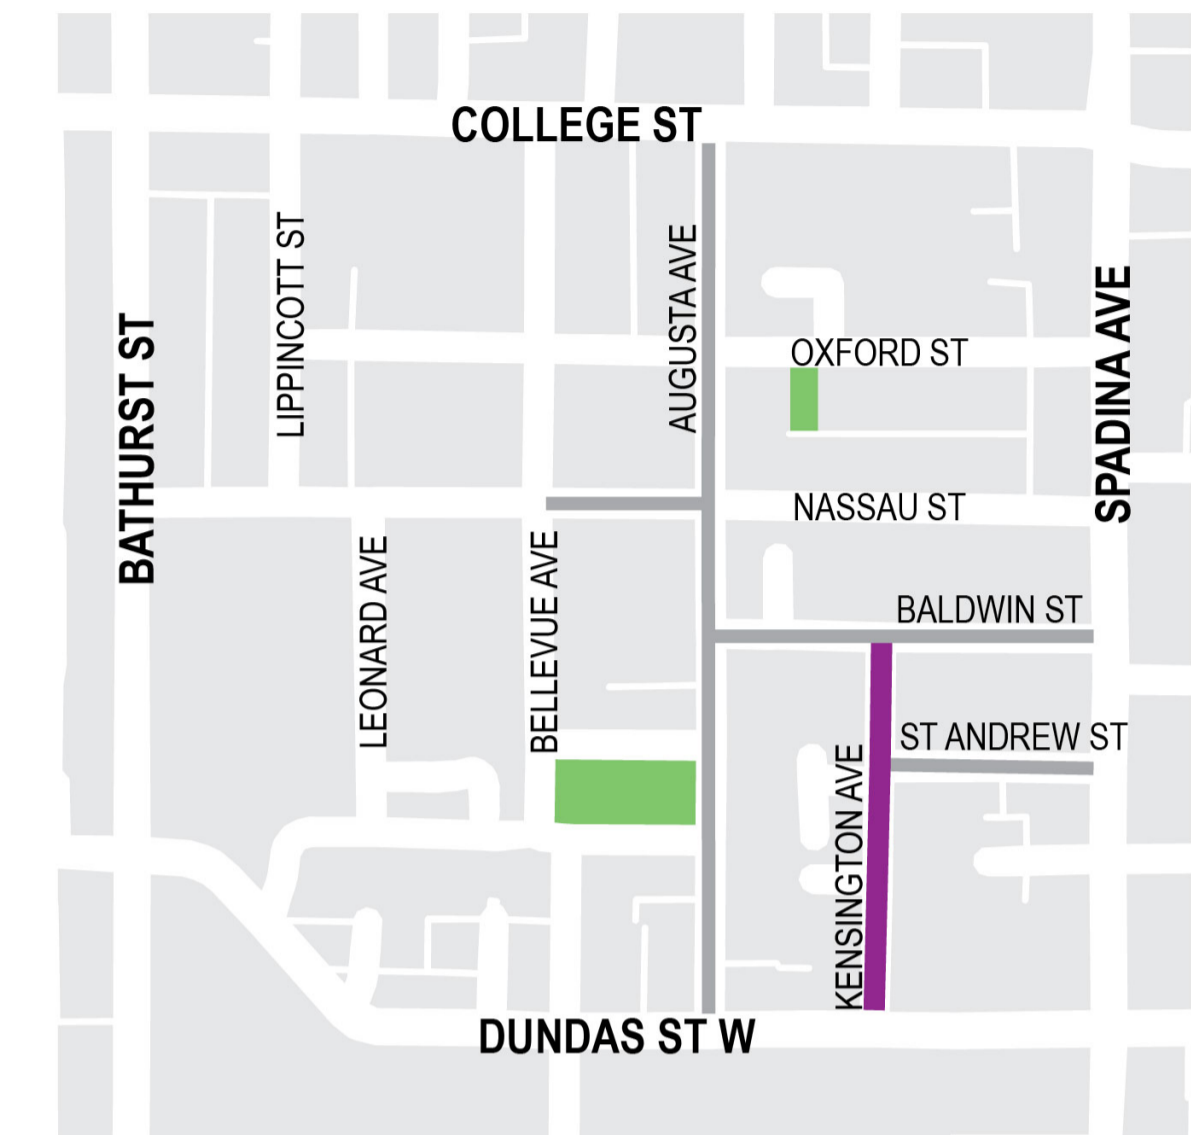 COLLEGE ST
LIPPINCOTT ST
AUGUSTA AVE
BATHURST ST
SPADINA AVE
OXFORD ST
NASSAU ST
LEONARD AVE
BELLEVUE AVE
BALDWIN ST
ST ANDREW ST
KENSINGTON AVE
DUNDAS ST W